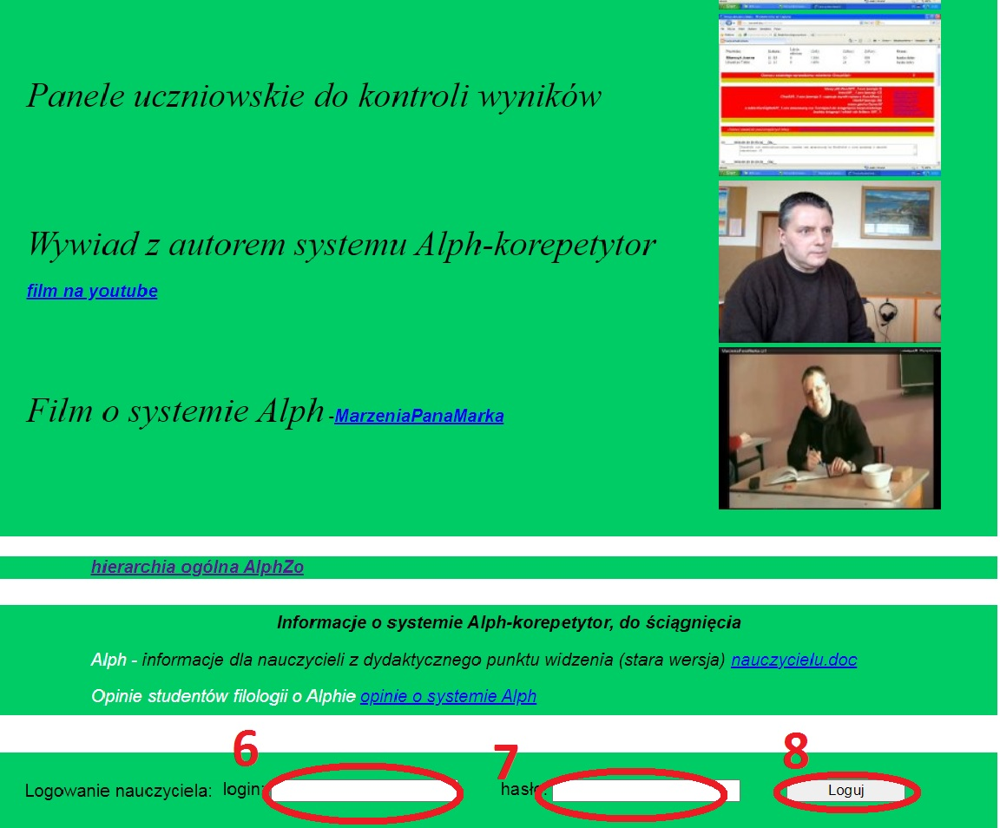 Panele uczniowskie do kontroli wyników
Wywiad z autorem systemu Alph-korepetytor
film na youtube
Film o systemie Alph -MarzeniaPanaMarka
hierarchia ogólna AlphZo
Informacje o systemie Alph-korepetytor, do ściągnięcia
Alph - informacje dla nauczycieli z dydaktycznego punktu widzenia (stara wersja) nauczycielu.doc
Opinie studentów filologii o Alphie opinie o systemie Alph
6
7
8
Logowanie nauczyciela: login: hasło: Loguj